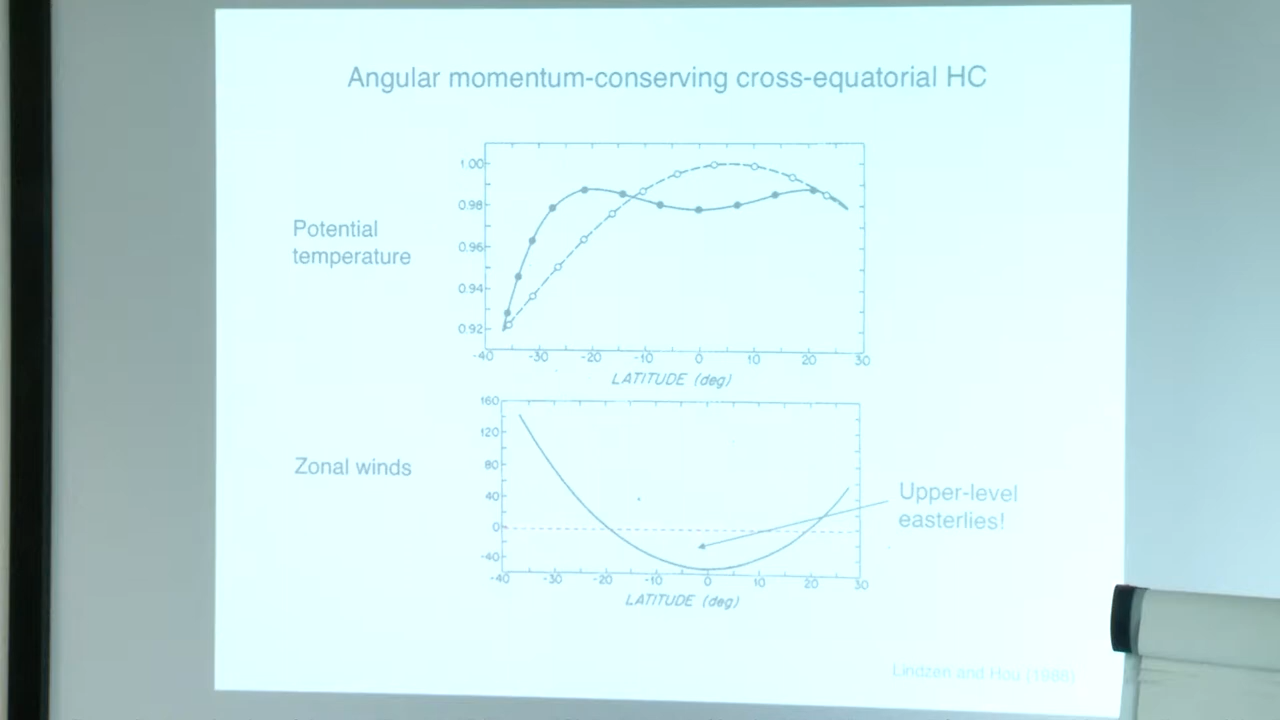 Angular momentum-conserving cross-equatorial HC
Potential
temperature
1.00
0.98
0.96
0.94
0.92
-40 -30 -20 -10 0 10 20 30
LATITUDE (deg)
Zonal winds
160
120
80
40
0
-40
-40 -30 -20 -10 0 10 20 30
LATITUDE (deg)
Upper-level
easterlies!
Lindzen and Hou (1988)